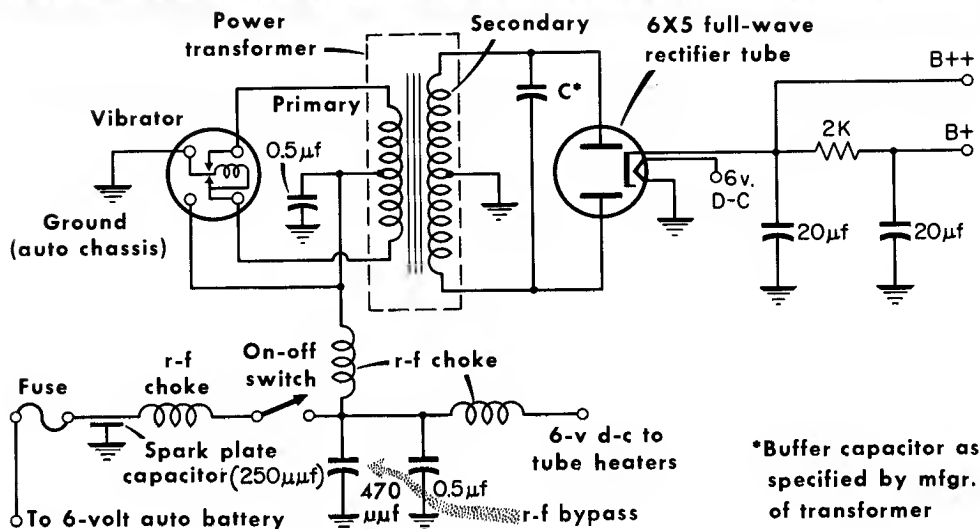 Power
transformer
Secondary
6X5 full-wave
rectifier tube
B++
Primary
C*
Vibrator
2K
B+
0.5μf
6v.
D-C
Ground
(auto chassis)
20μf
20μf
On-off
switch
r-f choke
r-f
choke
Fuse
6-v d-c to
tube heaters
Spark plate
capacitor (250μμf)
470
μμf
0.5μf
r-f bypass
To 6-volt auto battery
*Buffer capacitor as
specified by mfgr.
of transformer